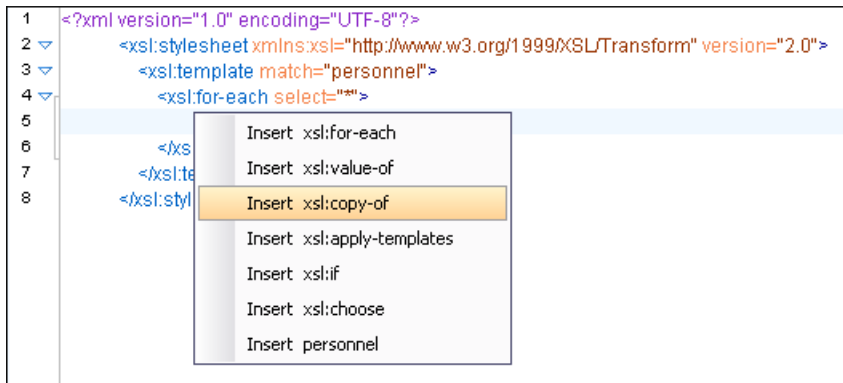 1 <?xml version="1.0" encoding="UTF-8"?>
2 <xsl:stylesheet xmlns:xsl="http://www.w3.org/1999/XSL/Transform" version="2.0">
3 <xsl:template match="personnel">
4 <xsl:for-each select="*">
5
Insert xsl:for-each
6 </xs
Insert xsl:value-of
7 </xsl:te
8 </xsl:styl
Insert xsl:copy-of
Insert xsl:apply-templates
Insert xsl:if
Insert xsl:choose
Insert personnel